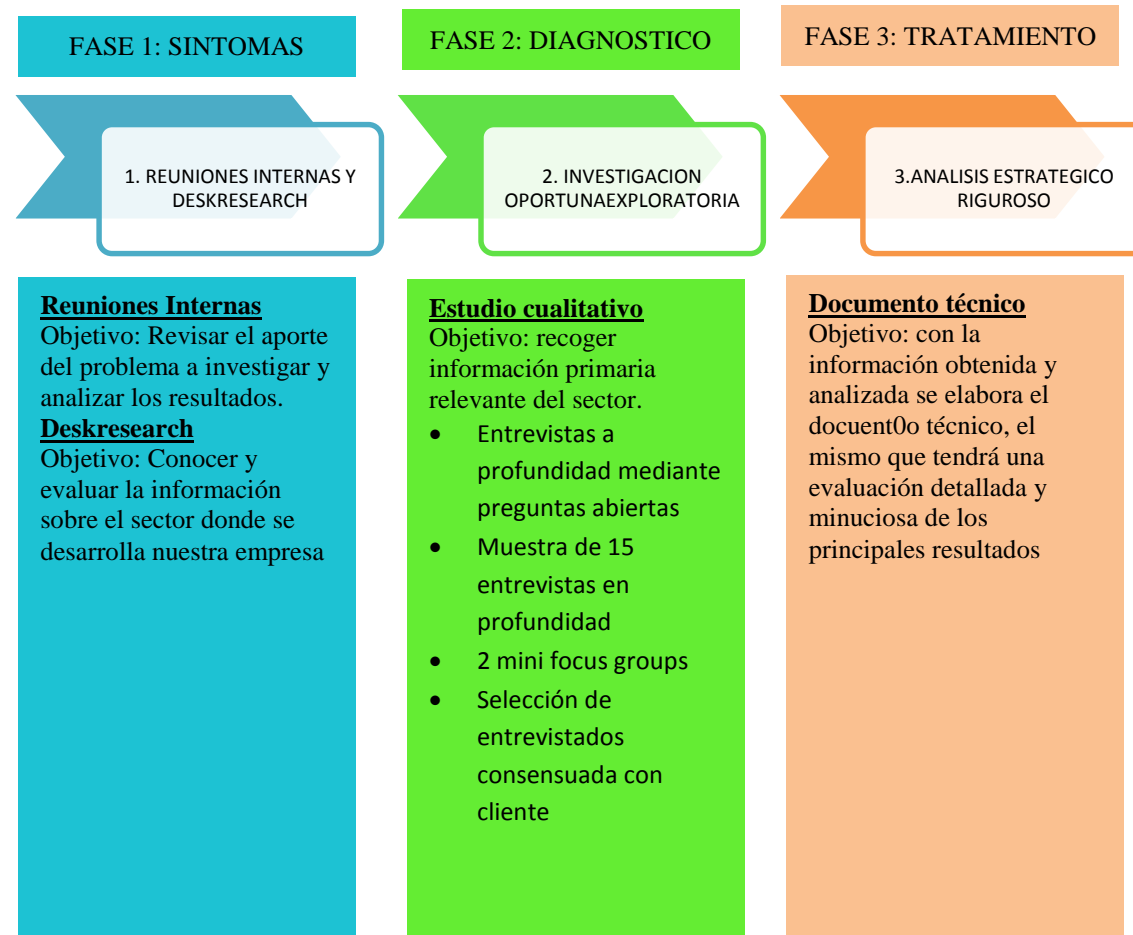 FASE 1: SINTOMAS
FASE 2: DIAGNOSTICO
FASE 3: TRATAMIENTO
1. REUNIONES INTERNAS Y
DESKRESEARCH
2. INVESTIGACION
OPORTUNAEXPLORATORIA
3.ANALISIS ESTRATEGICO
RIGUROSO
Reuniones Internas
Objetivo: Revisar el aporte
del problema a investigar y
analizar los resultados.
Deskresearch
Objetivo: Conocer y
evaluar la información
sobre el sector donde se
desarrolla nuestra empresa
Estudio cualitativo
Objetivo: recoger
información primaria
relevante del sector.
• Entrevistas a
profundidad mediante
preguntas abiertas
• Muestra de 15
entrevistas en
profundidad
• 2 mini focus groups
• Selección de
entrevistados
consensuada con
cliente
Documento técnico
Objetivo: con la
información obtenida y
analizada se elabora el
docuent0o técnico, el
mismo que tendrá una
evaluación detallada y
minuciosa de los
principales resultados